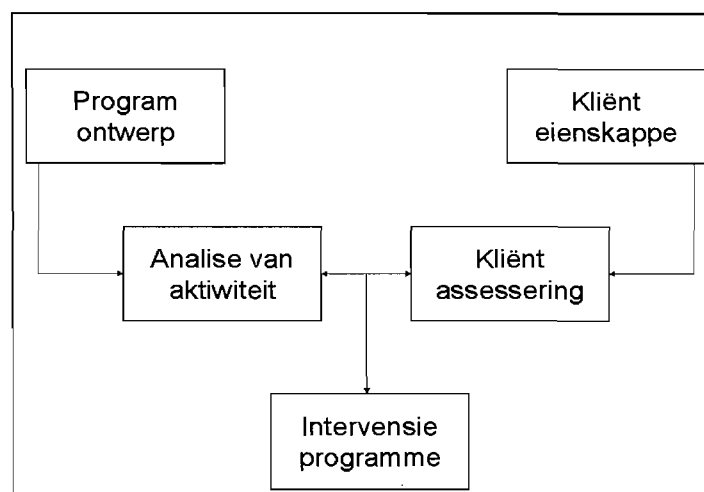 Program
ontwerp
Kliënt
eienskappe
Analise van
aktiwiteit
Kliënt
assessering
Intervensie
programme